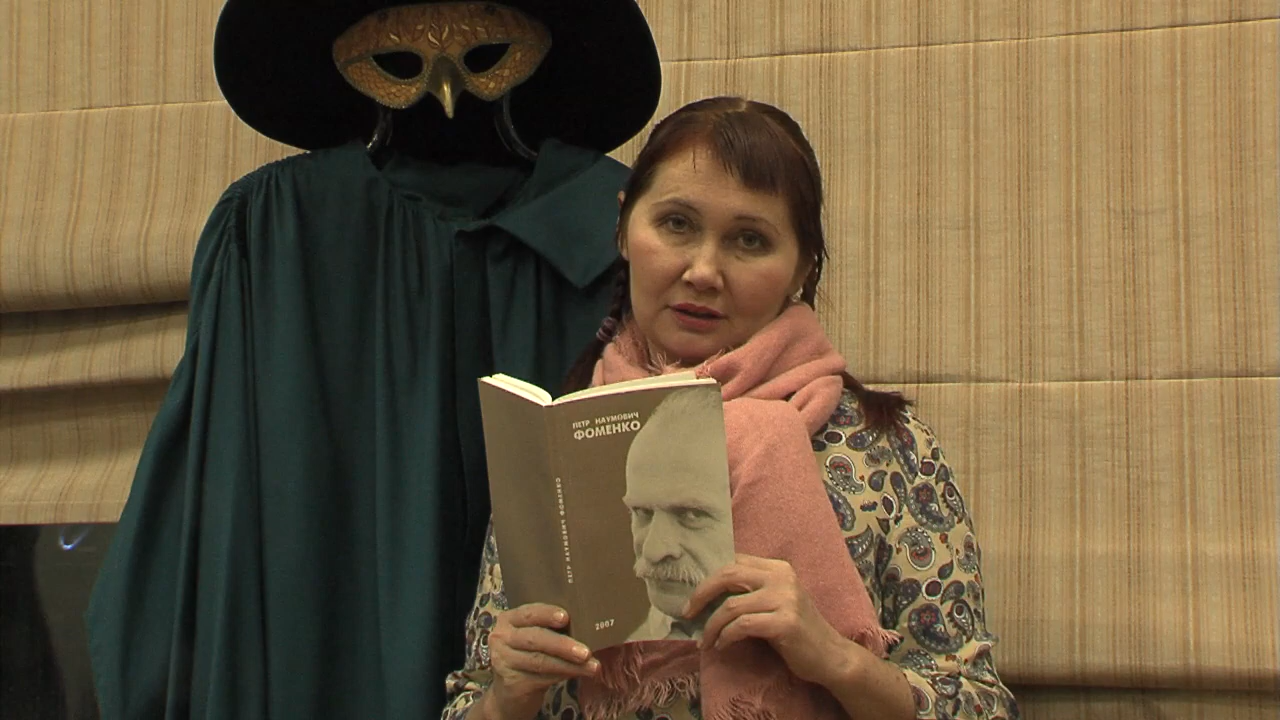 ПЕТР НАУМОВИЧ
ФОМЕНКО
ПЕТР НАУМОВИЧ ФОМЕНКО
2007